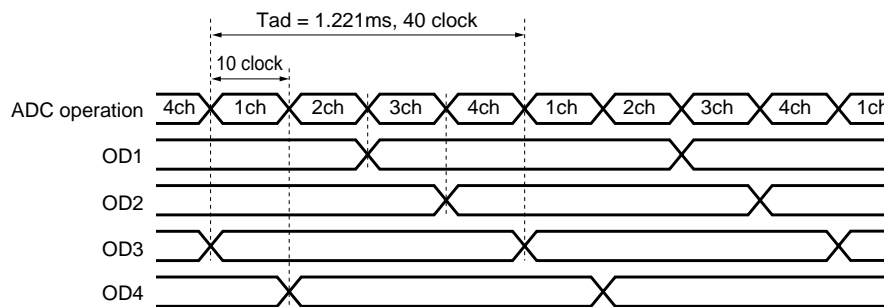 Tad = 1.221ms, 40 clock
10 clock
ADC operation 4ch 1ch 2ch 3ch 4ch 1ch 2ch 3ch 4ch 1ch
OD1
OD2
OD3
OD4